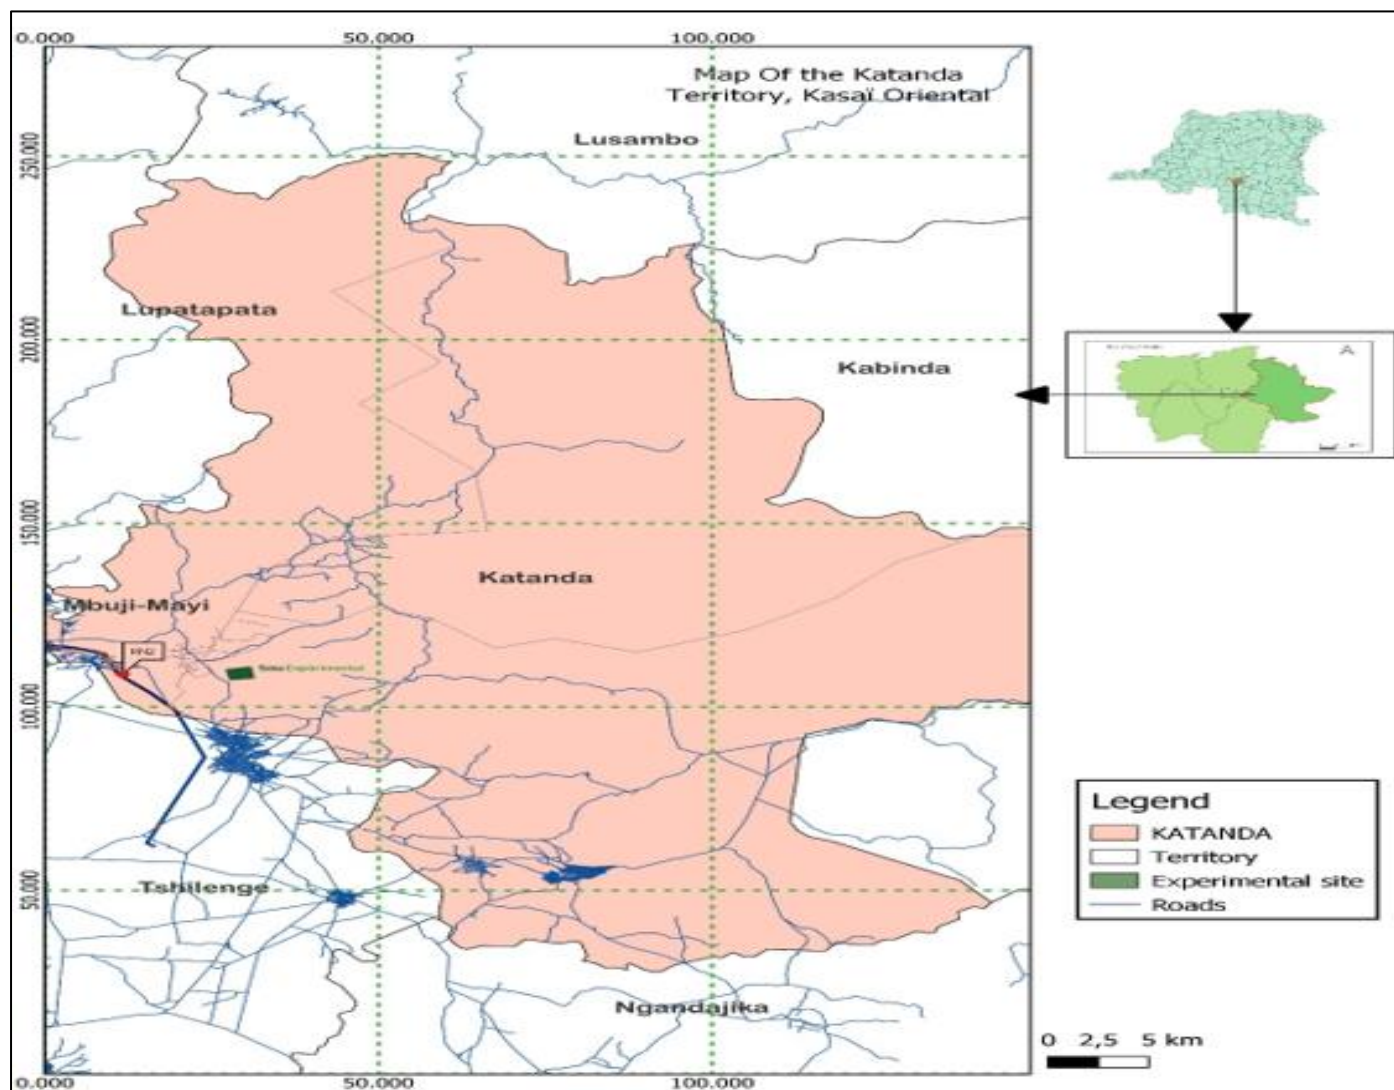 0.000 50.000 100.000
Map Of the Katanda
Territory, Kasaï Oriental
Lusambo
250.000
Lupatapata
200.000
Kabinda
A
150.000
Katanda
Mbuji-Mayi
Experimental
100.000
Legend
KATANDA
Territory
Experimental site
Roads
50.000
Tshilenge
Ngandajika
0 2,5 5 km
0.000 50.000 100.000